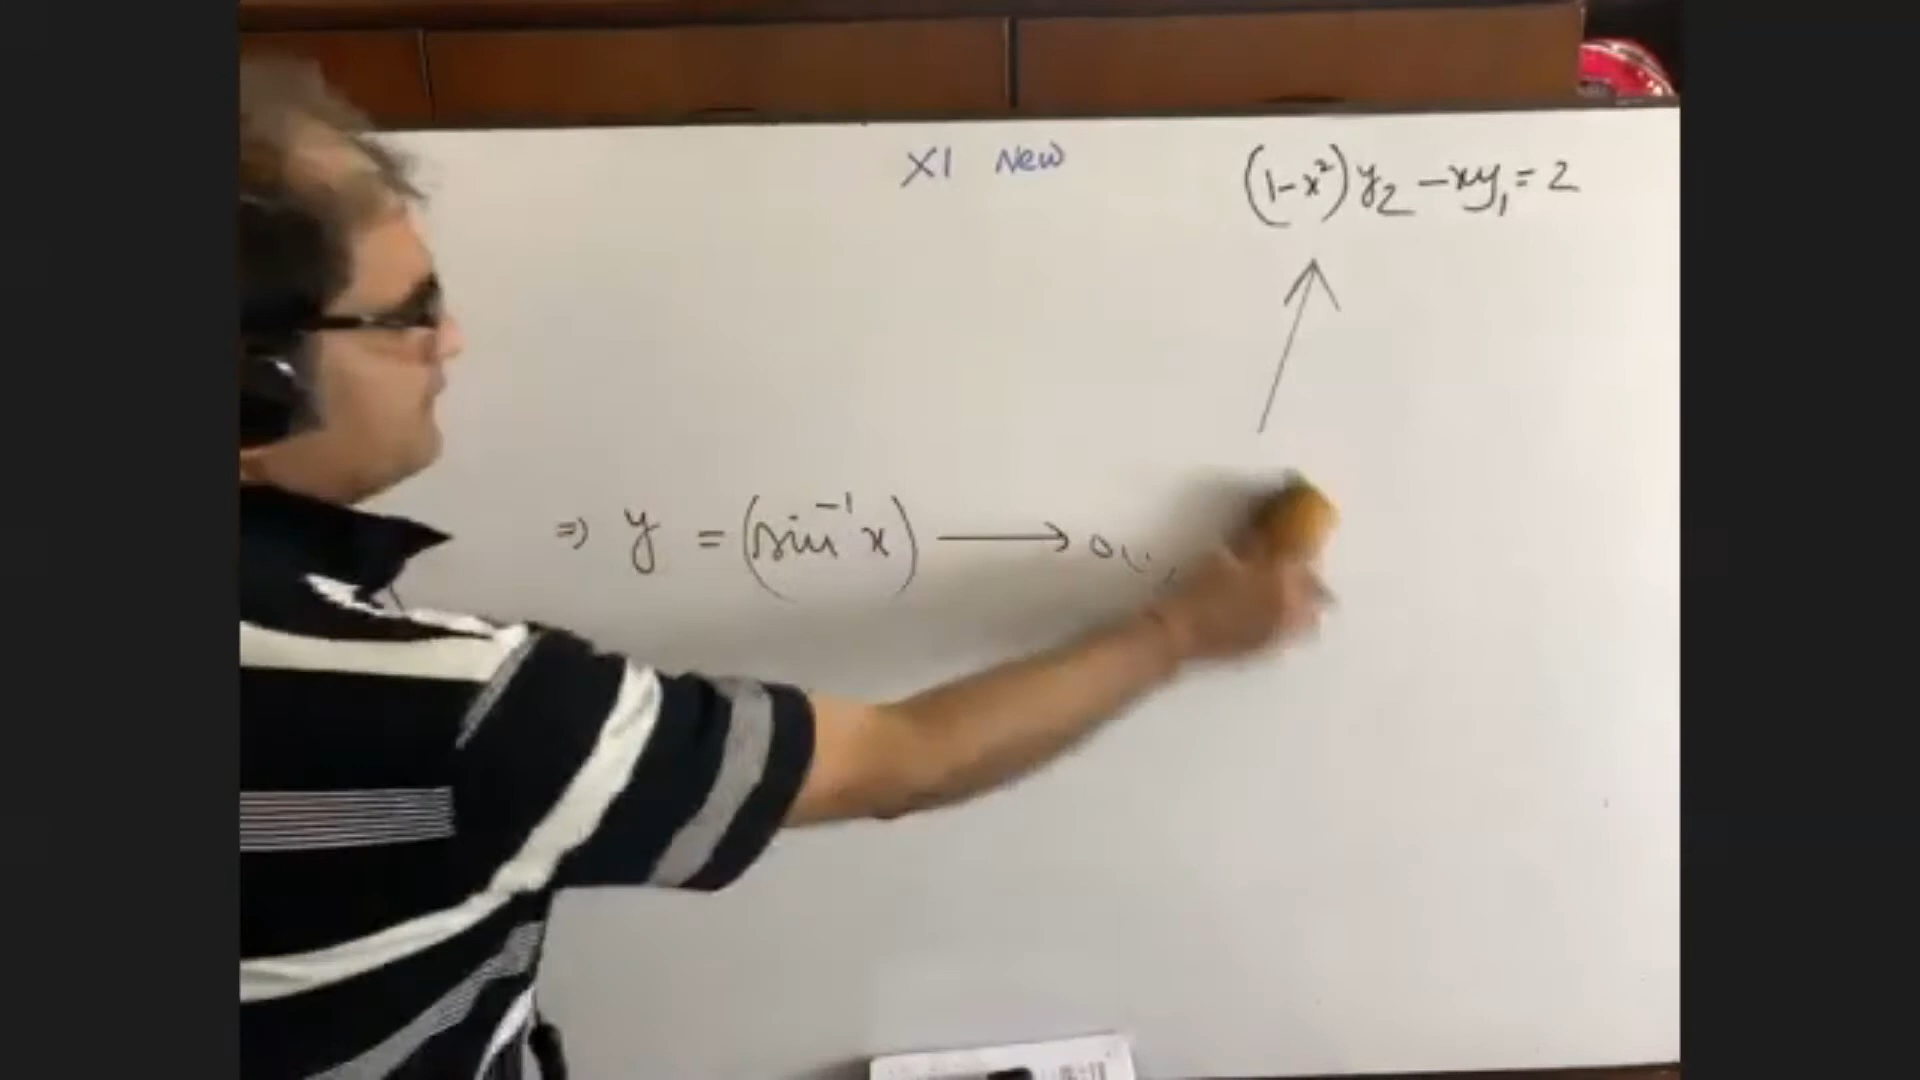 XI New
(1-x²)y₂ -xy₁ = 2
⇒ y = (sin⁻¹x) ⟶